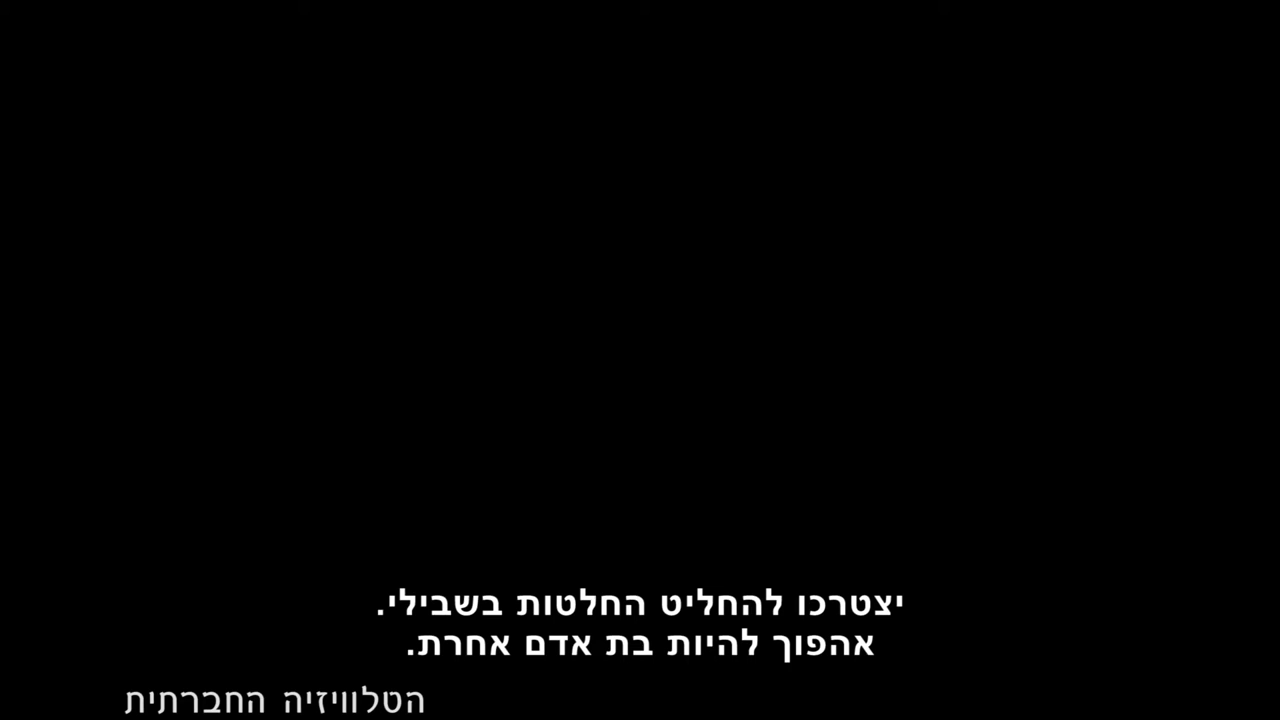 יצטרכו להחליט החלטות בשבילי.
אהפוך להיות בת אדם אחרת.
הטלוויזיה החברתית